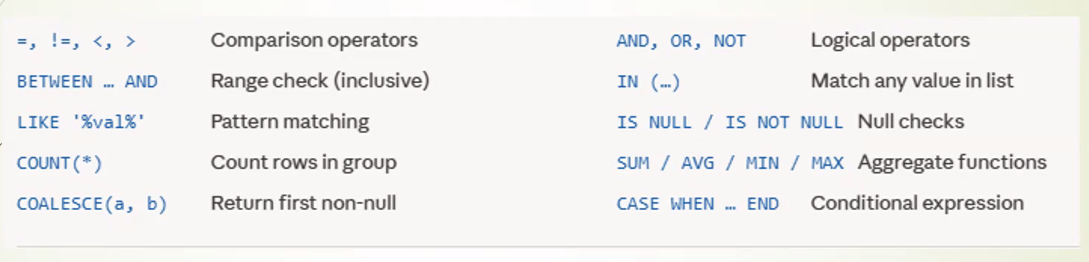 =, !=, <, > Comparison operators AND, OR, NOT Logical operators
BETWEEN … AND Range check (inclusive) IN (…) Match any value in list
LIKE '%val%' Pattern matching IS NULL / IS NOT NULL Null checks
COUNT(*) Count rows in group SUM / AVG / MIN / MAX Aggregate functions
COALESCE(a, b) Return first non-null CASE WHEN … END Conditional expression